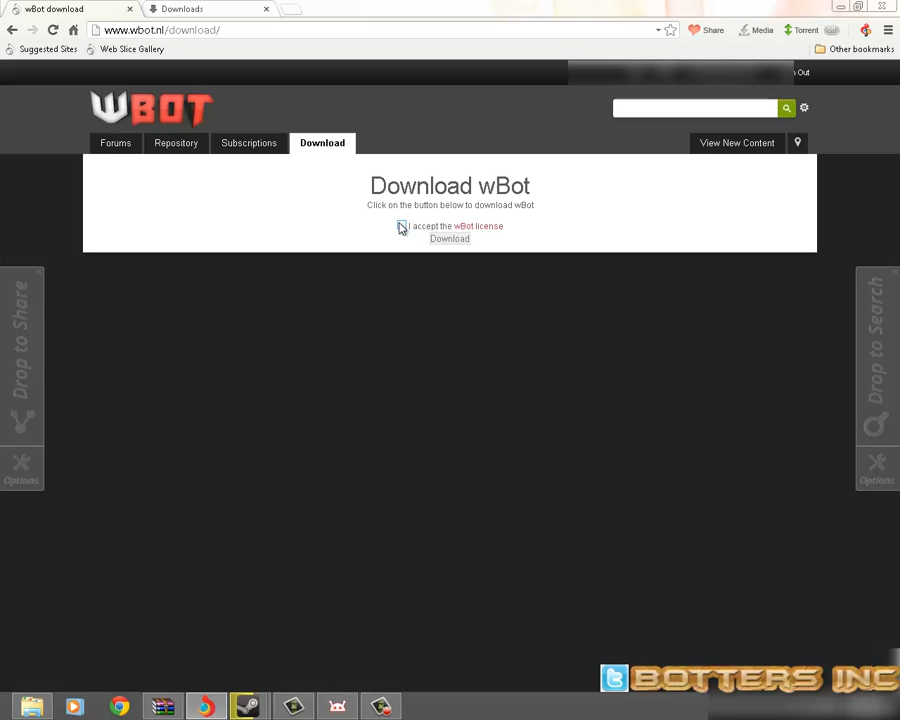 wBot download
Downloads
www.wbot.nl/download/
Share
Media
Torrent
Suggested Sites
Web Slice Gallery
Other bookmarks
Out
WBOT
Forums
Repository
Subscriptions
Download
View New Content
Download wBot
Click on the button below to download wBot
I accept the wBot license
Download
Drop to Share
Options
Drop to Search
Options
BOTTERS INC